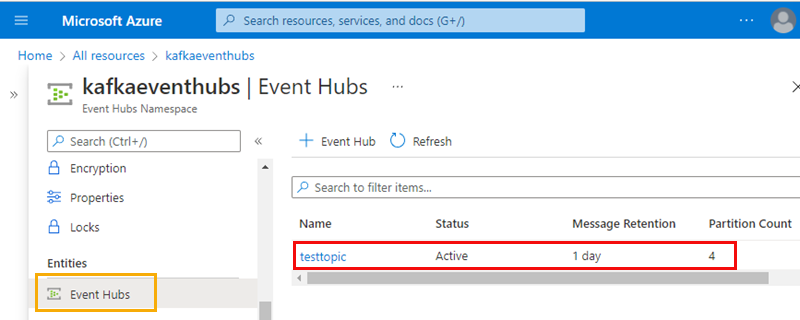 Microsoft Azure
Search resources, services, and docs (G+/)
...
Home > All resources > kafkaeventhubs
»
kafkaeventhubs | Event Hubs ...
Event Hubs Namespace
Search (Ctrl+/)
«
+ Event Hub Refresh
Encryption
Properties
Locks
Search to filter items...
Name Status Message Retention Partition Count
testtopic Active 1 day 4
Entities
Event Hubs